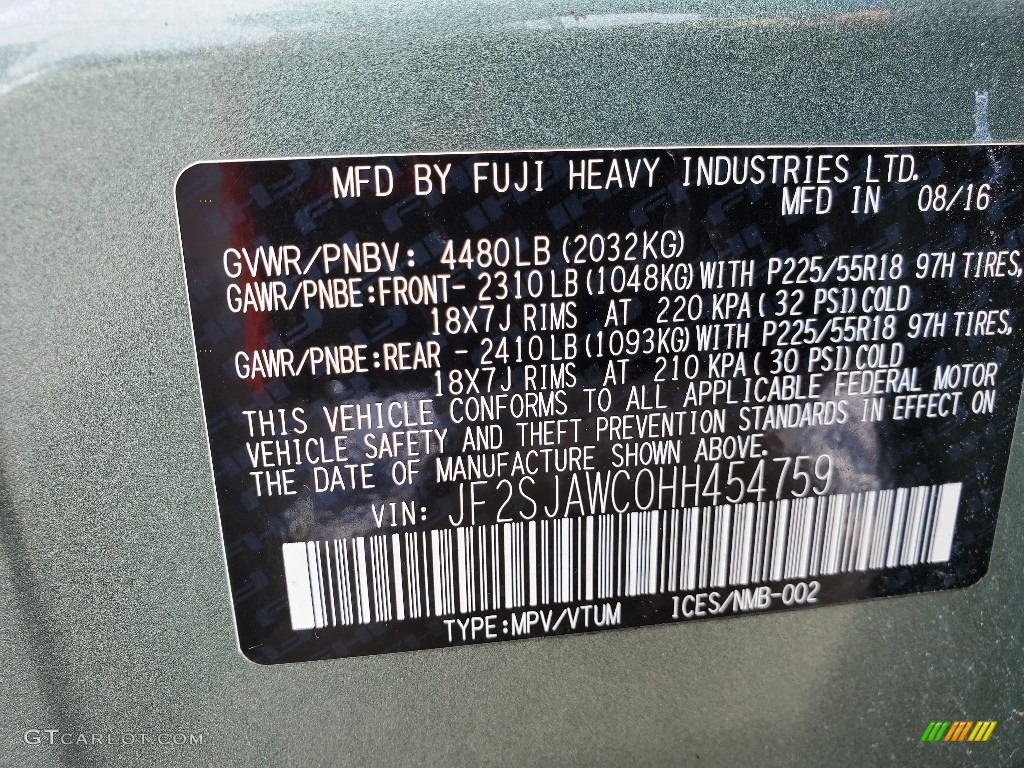 MFD BY FUJI HEAVY INDUSTRIES LTD.
MFD IN 08/16
GVWR/PNBV: 4480LB (2032KG)
GAWR/PNBE:FRONT- 2310LB (1048KG) WITH P225/55R18 97H TIRES,
18X7J RIMS AT 220 KPA ( 32 PSI)COLD
GAWR/PNBE:REAR - 2410LB (1093KG) WITH P225/55R18 97H TIRES,
18X7J RIMS AT 210 KPA ( 30 PSI)COLD
THIS VEHICLE CONFORMS TO ALL APPLICABLE FEDERAL MOTOR
VEHICLE SAFETY AND THEFT PREVENTION STANDARDS IN EFFECT ON
THE DATE OF MANUFACTURE SHOWN ABOVE.
VIN: JF2SJAWC0HH454759
TYPE:MPV/VTUM ICES/NMB-002
GTCARLOT.COM